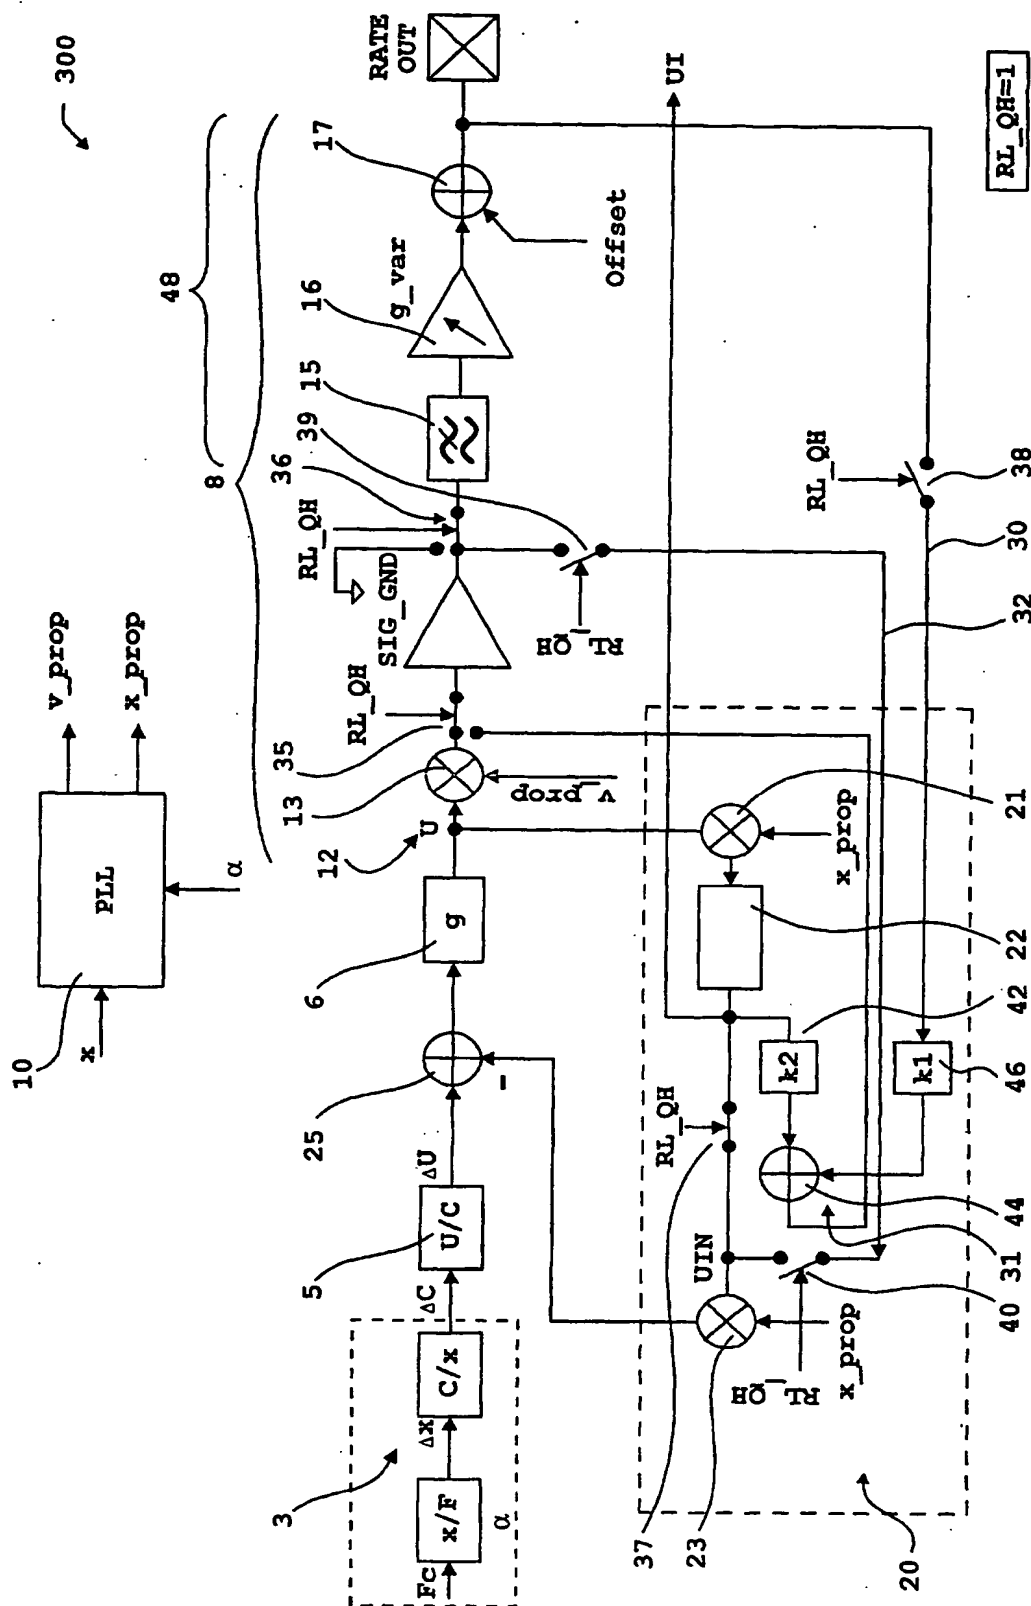 300
48
8
RATE
OUT
17
g_var
16
15
39
36
RL_QH
SIG_GND
RL_QH
RL_QH
35
13
v_prop
12
U
g
6
25
-
ΔU
5
U/C
ΔC
3
C/x
Δx
x/F
Fc
α
10
PLL
x
α
v_prop
x_prop
Offset
UI
RL_QH=1
RL_QH
38
30
32
21
x_prop
22
42
k2
k1
46
RL_QH
44
31
UIN
40
RL_QH
x_prop
37
23
20